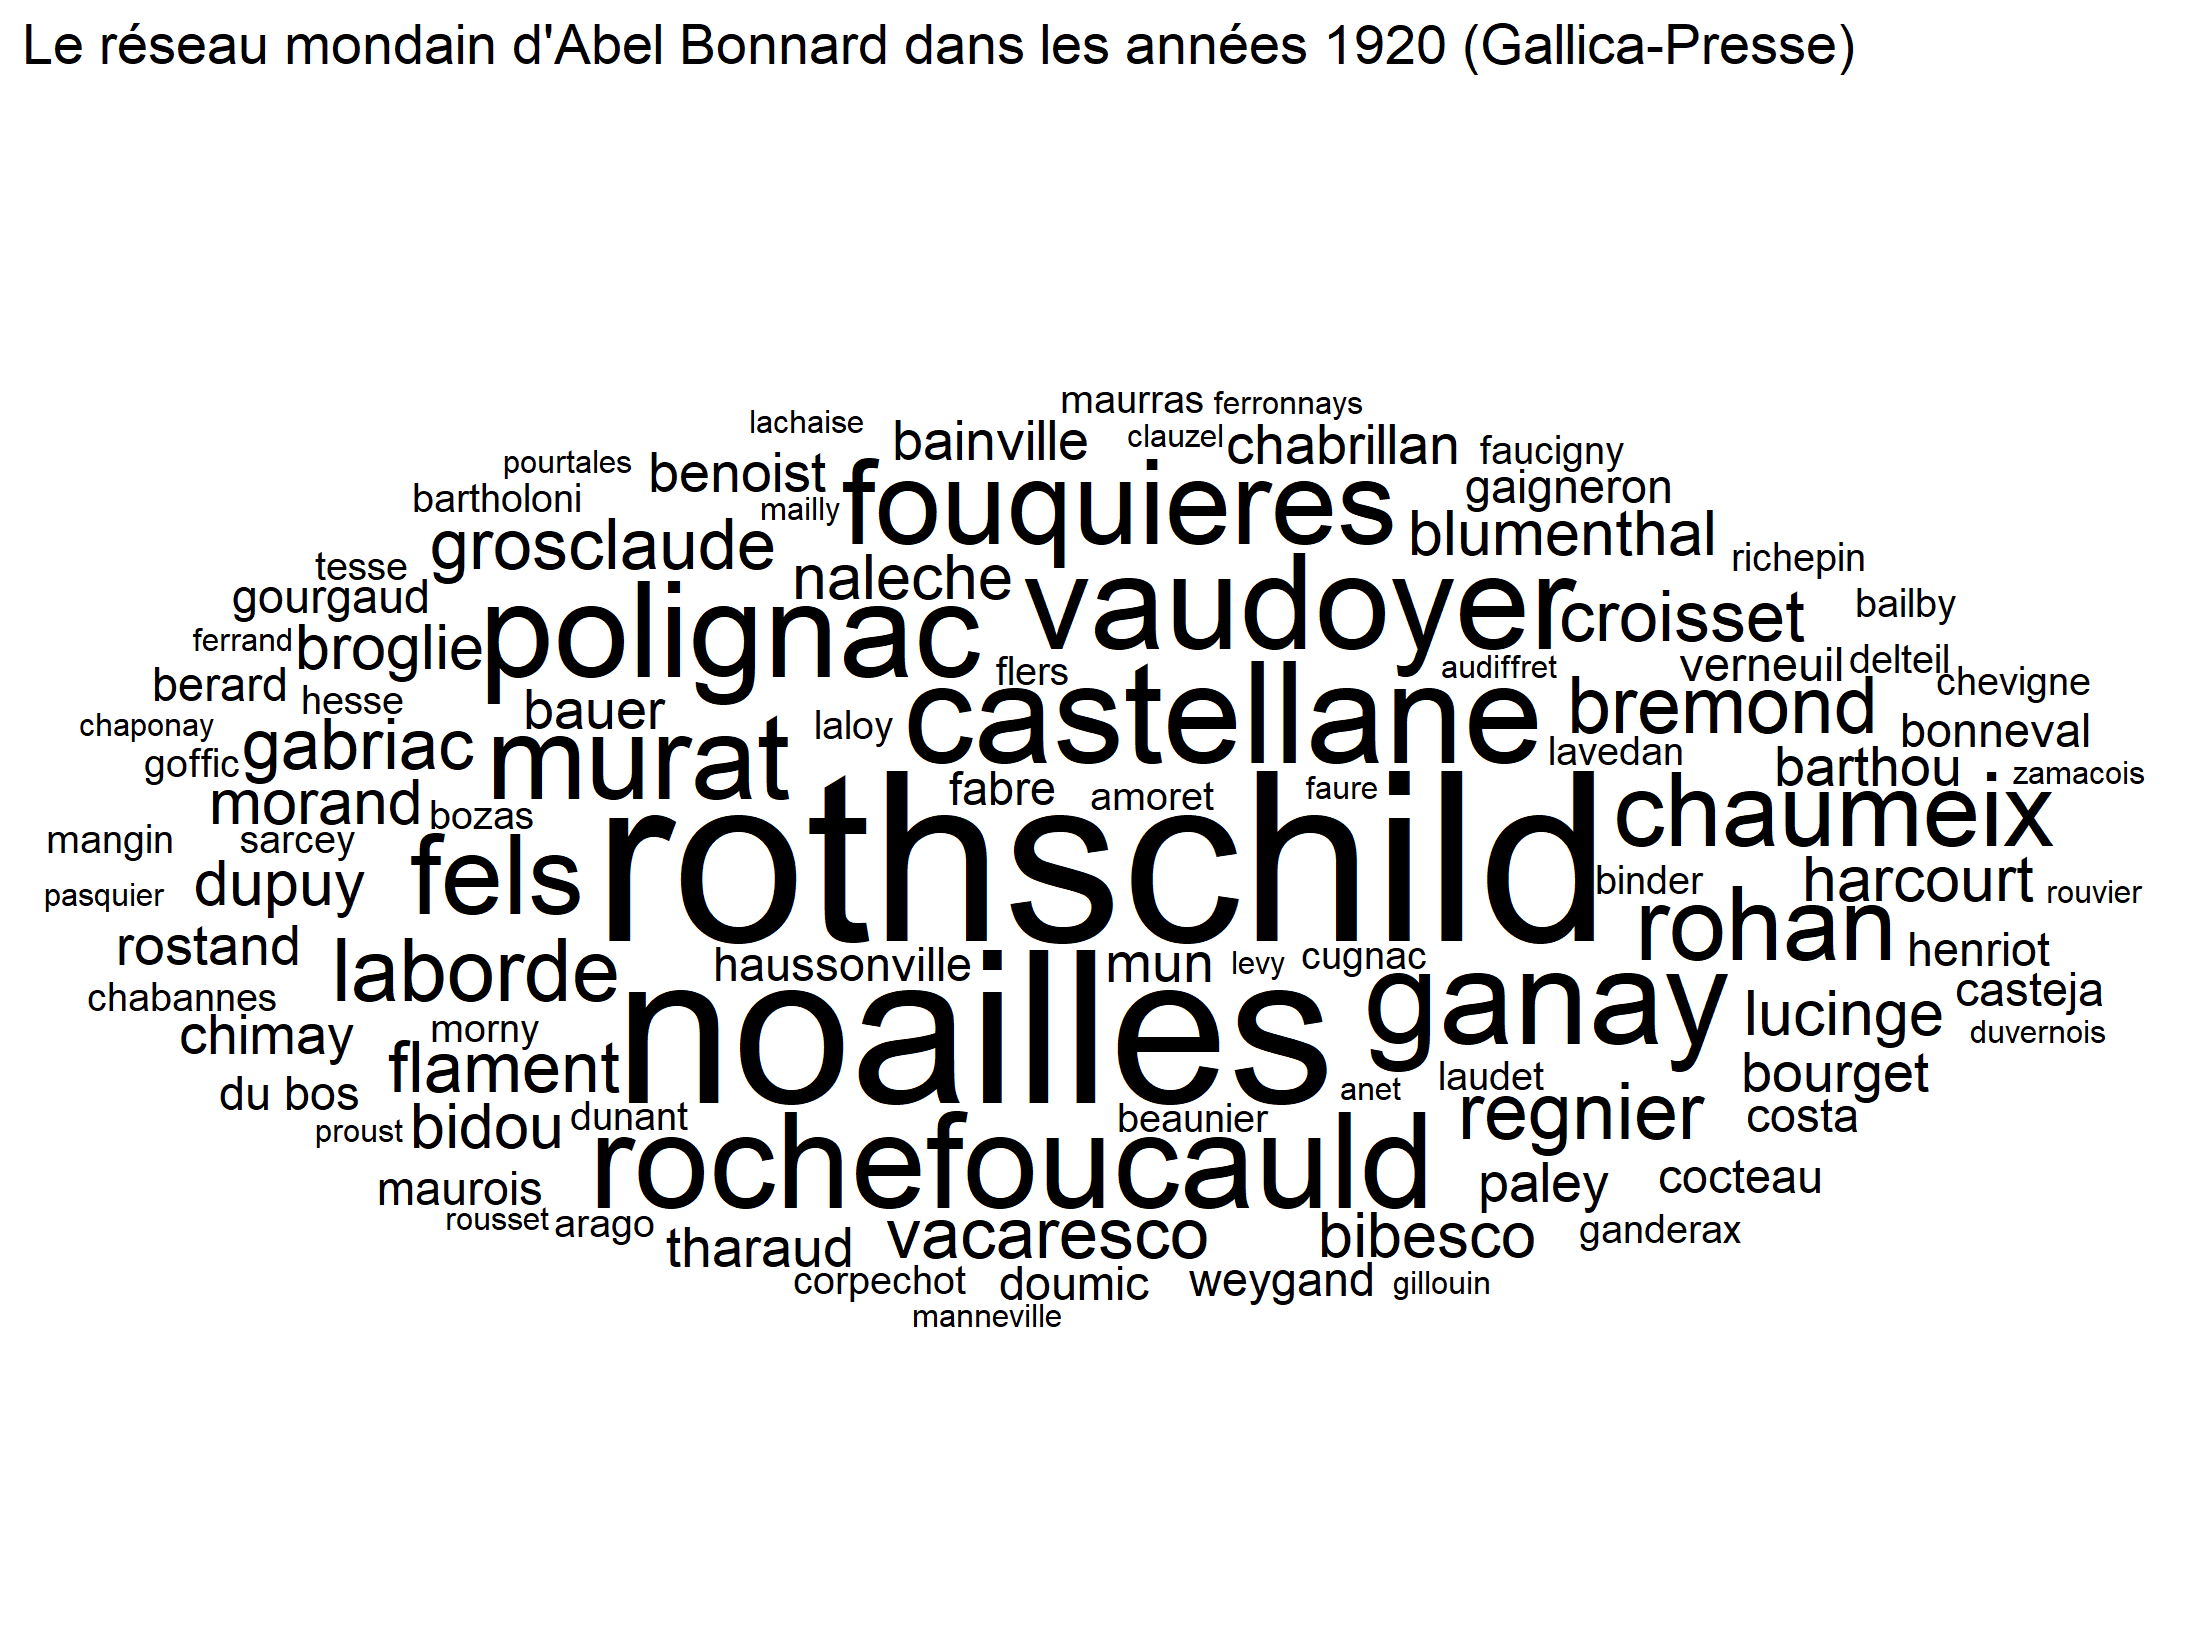 Le réseau mondain d'Abel Bonnard dans les années 1920 (Gallica-Presse)
maurras ferronnays
lachaise bainville clauzel chabrillan faucigny
pourtales benoist fouquieres gaigneron
bartholoni mailly blumenthal
grosclaude naleche richepin
tesse vaudoyer
gourgaud polignac croisset bailby
ferrand broglie flers audiffret verneuil delteil
berard hesse bauer castellane bremond chevigne
chaponay gabriac laloy bonneval
goffic murat lavedan barthou zamacois
morand bozas fabre amoret faure chaumeix
mangin sarcey rothschild
pasquier dupuy fels binder harcourt rouvier
rostand laborde haussonville mun levy cugnac rohan henriot
chabannes noailles ganay lucinge casteja
chimay morny duvernois
du bos flament anet laudet bourget
proust bidou dunant beaunier regnier costa
maurois rochefoucauld paley cocteau
rousset arago
tharaud vacaresco bibesco ganderax
corpechot doumic weygand gillouin
manneville